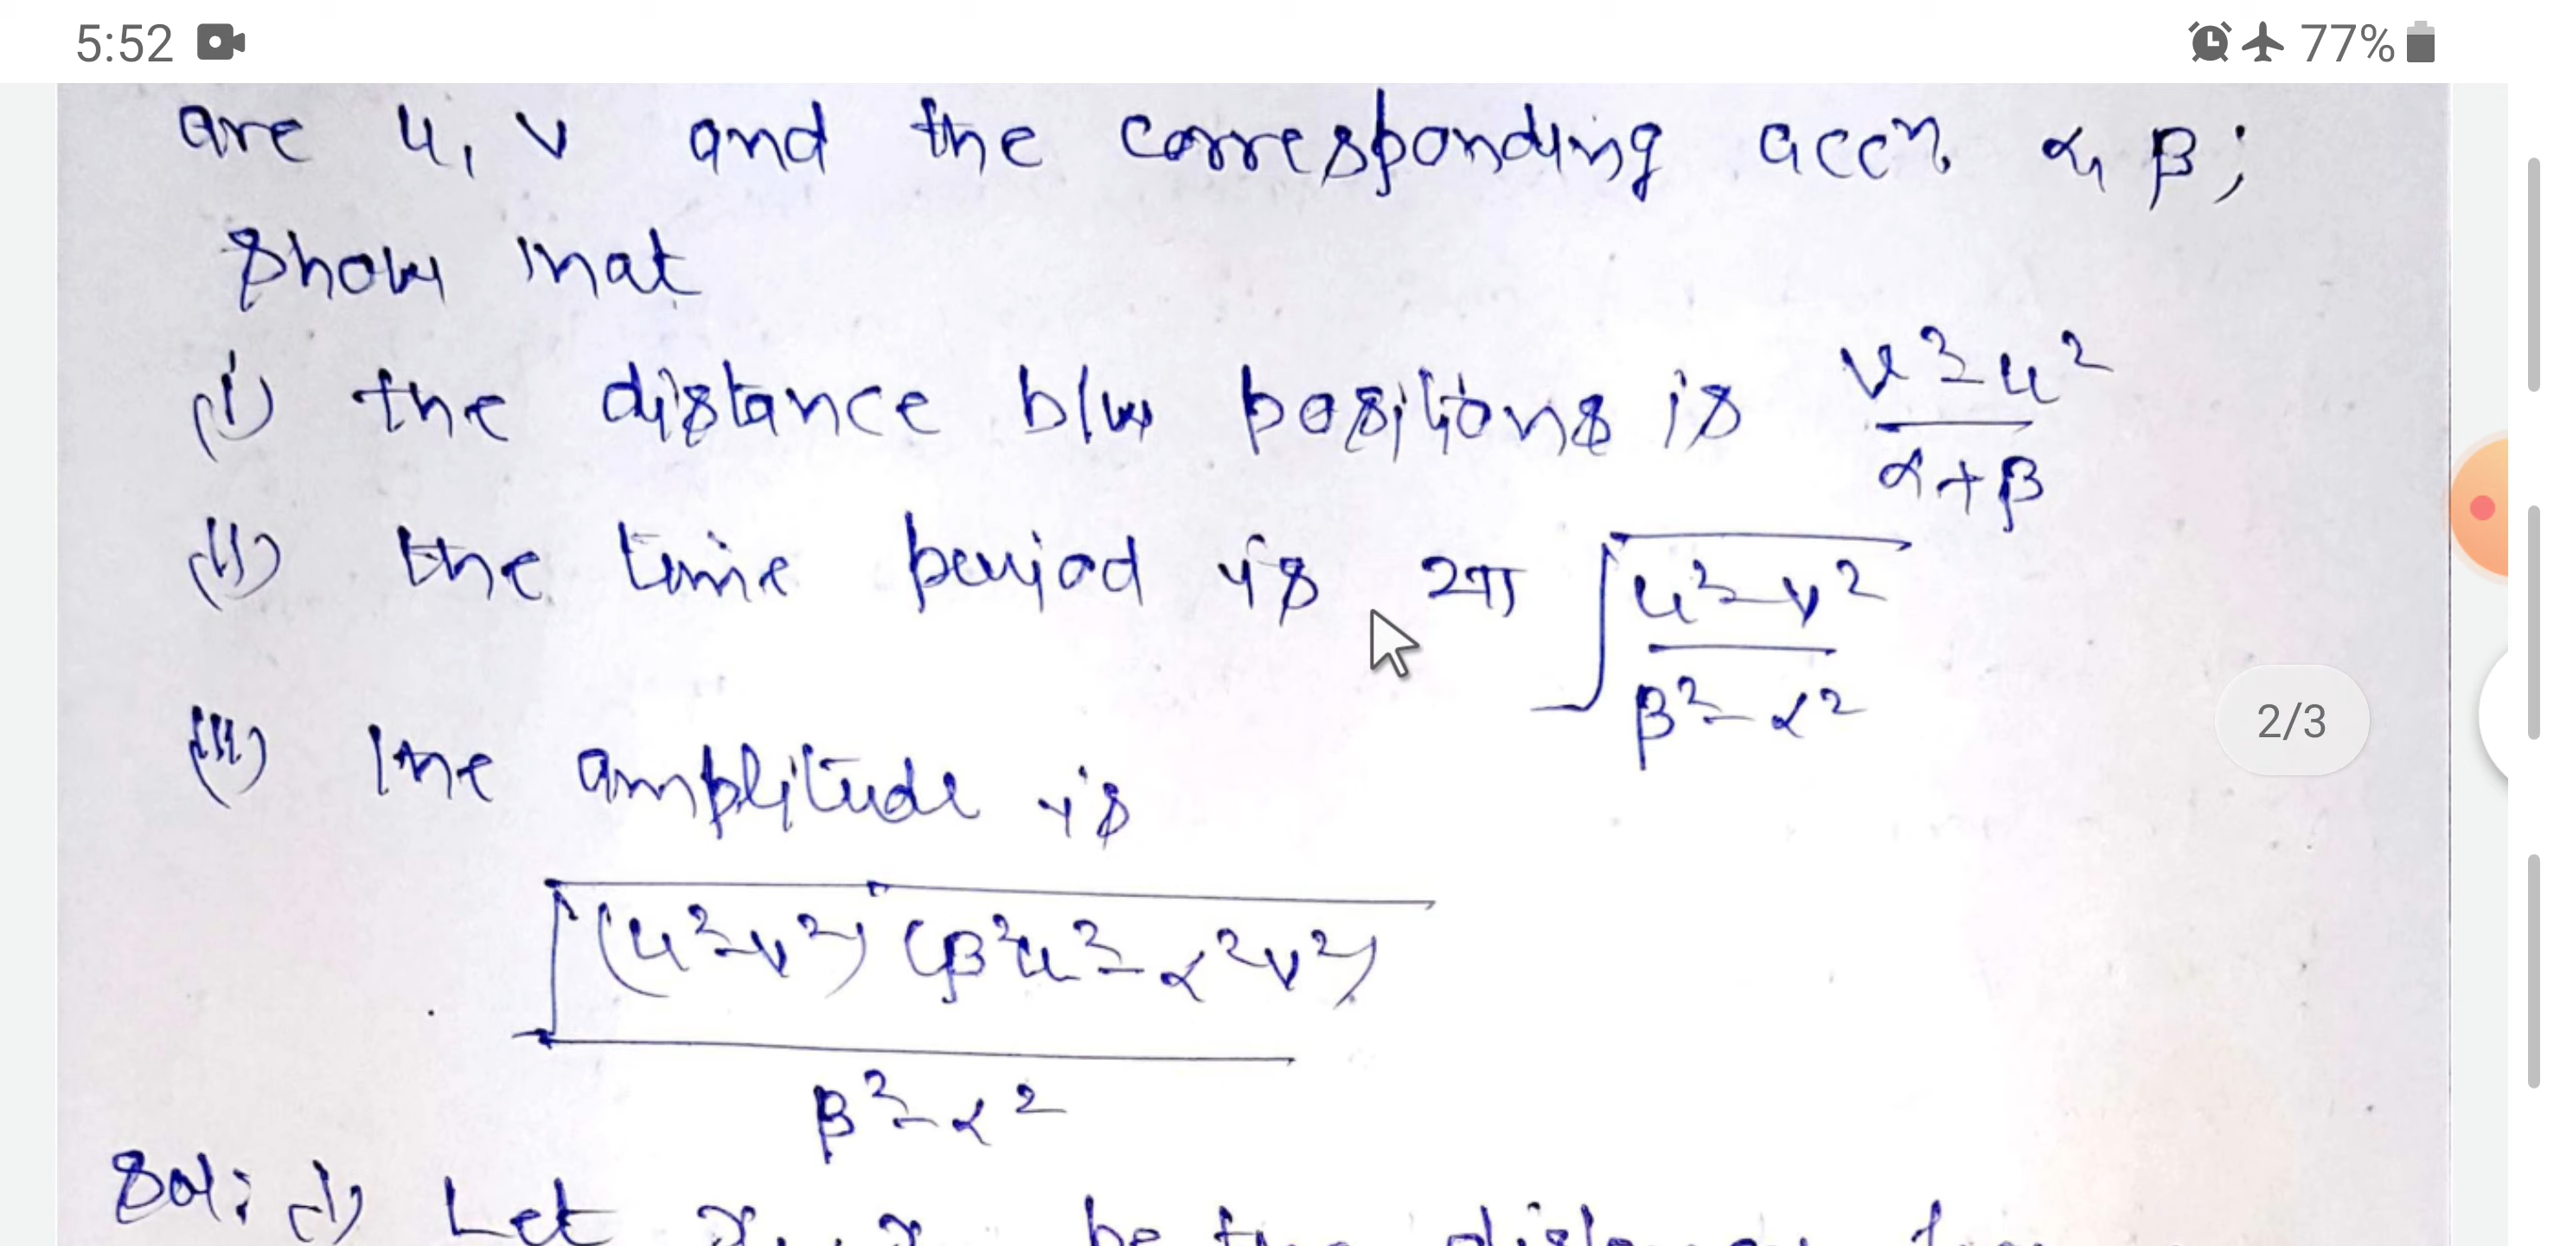 5:52 77%
are u, v and the corresponding accn. α, β;
Show that
(i) the distance b/w positions is v² - u² / α + β
(ii) the time period is 2π √ u² - v² / β² - α²
2/3
(iii) the amplitude is
√(u² - v²) (β²u² - α²v²)
β² - α²
Sol: (i) Let